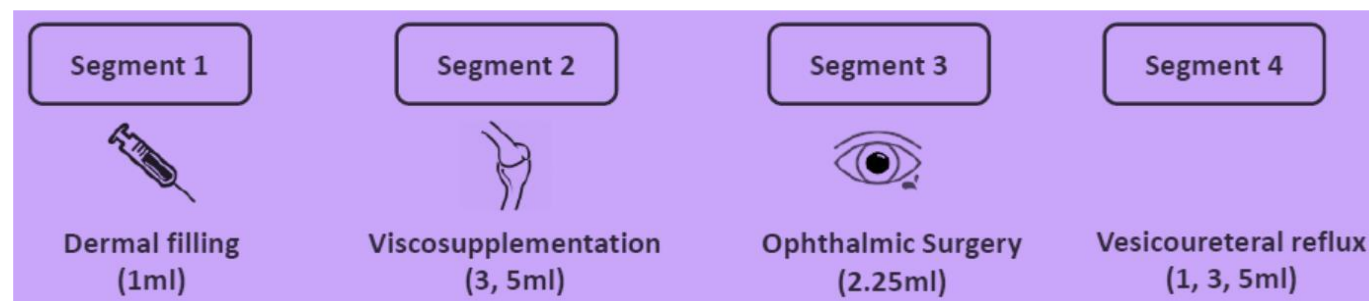 Segment 1
Segment 2
Segment 3
Segment 4
Dermal filling
(1ml)
Viscosupplementation
(3, 5ml)
Ophthalmic Surgery
(2.25ml)
Vesicoureteral reflux
(1, 3, 5ml)